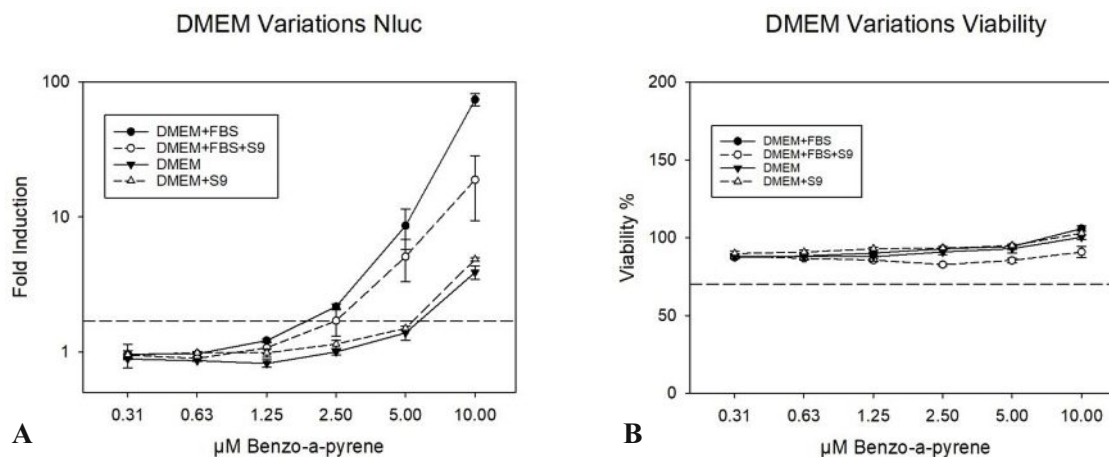 DMEM Variations Nluc
100
10
1
Fold Induction
DMEM+FBS
DMEM+FBS+S9
DMEM
DMEM+S9
0.31 0.63 1.25 2.50 5.00 10.00
µM Benzo-a-pyrene
A
DMEM Variations Viability
200
150
100
50
0
Viability %
DMEM+FBS
DMEM+FBS+S9
DMEM
DMEM+S9
0.31 0.63 1.25 2.50 5.00 10.00
µM Benzo-a-pyrene
B